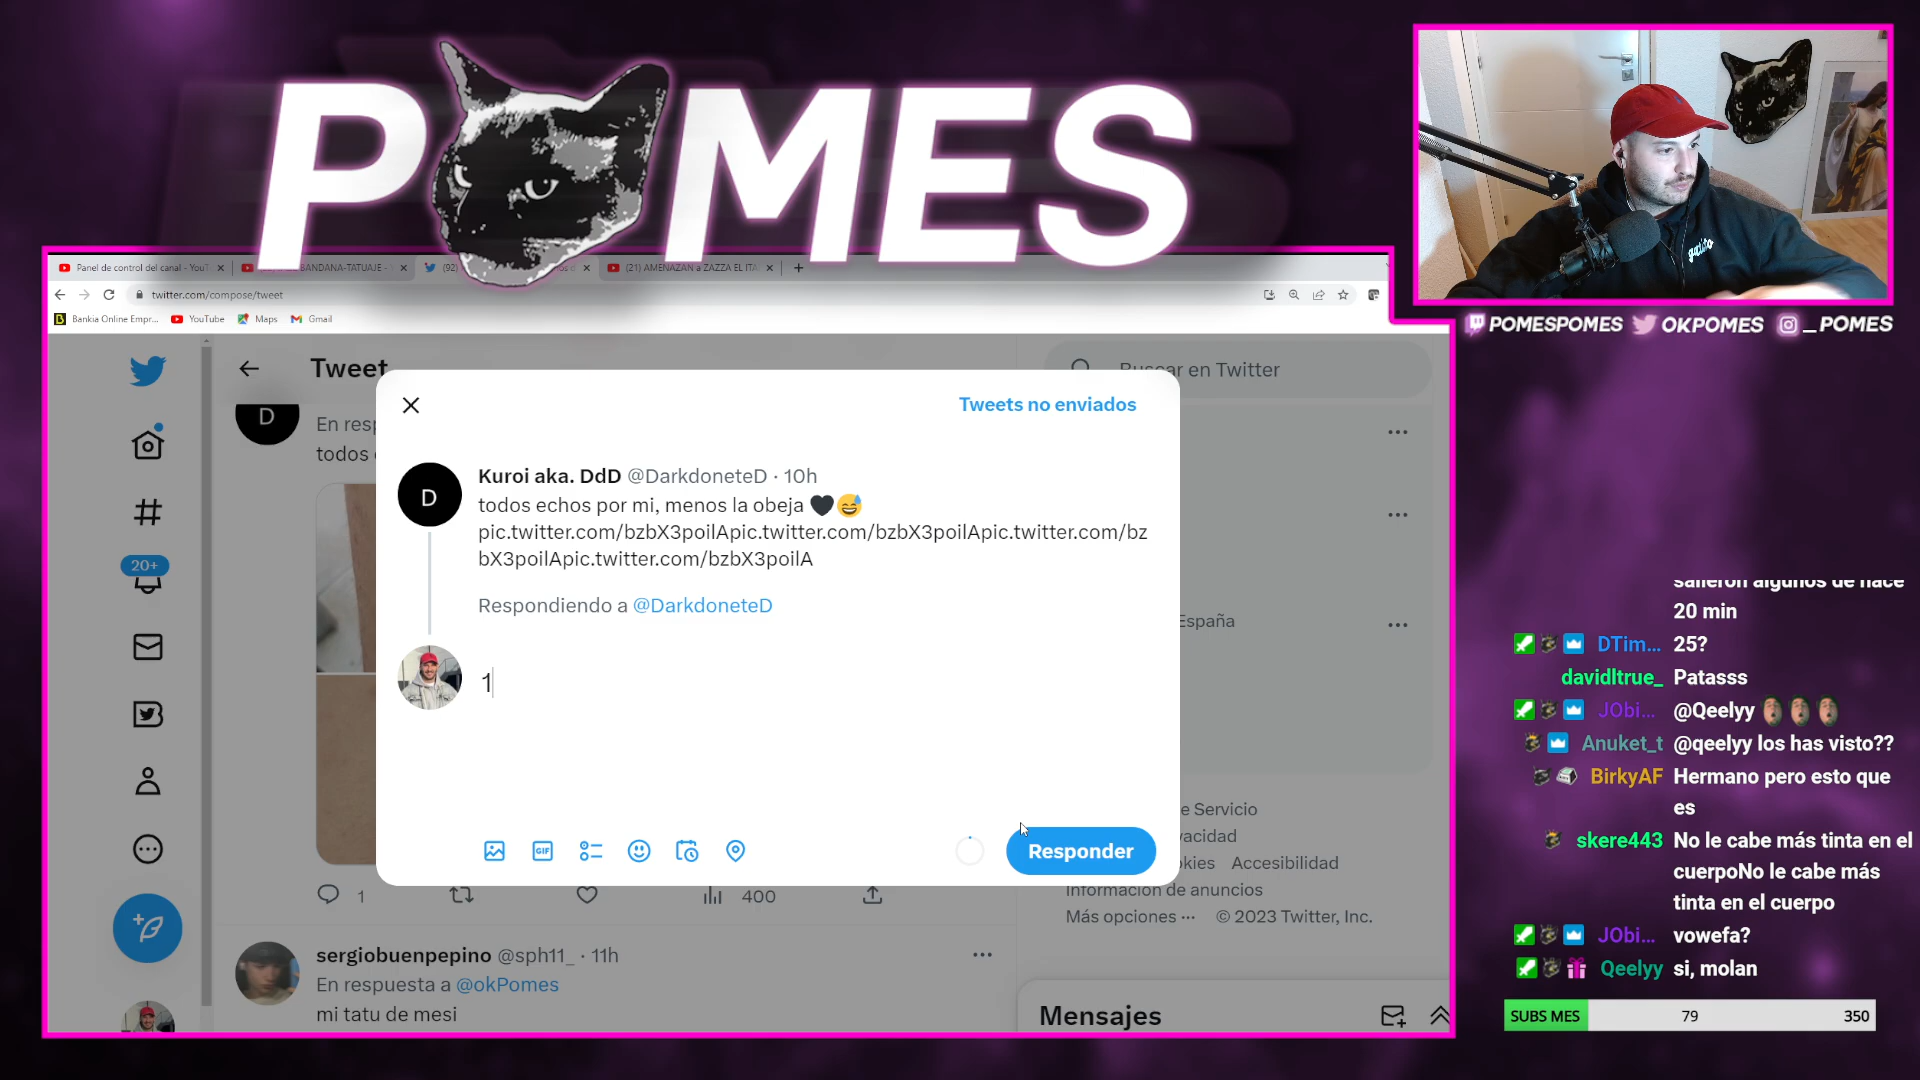 POMES
Panel de control del canal - YouT
BANDANA-TATUAJE -
(92)
(21) AMENAZAN a ZAZZA EL ITA
twitter.com/compose/tweet
Bankia Online Empr...
YouTube
Maps
Gmail
POMESPOMES
OKPOMES
_POMES
Tweet
Buscar en Twitter
D
En resp
todos
Tweets no enviados
D
Kuroi aka. DdD @DarkdoneteD · 10h
todos echos por mi, menos la obeja 🖤😅
pic.twitter.com/bzbX3poilApic.twitter.com/bzbX3poilApic.twitter.com/bz
bX3poilApic.twitter.com/bzbX3poilA
Respondiendo a @DarkdoneteD
1
GIF
Responder
20+
España
e Servicio
vacidad
kies Accesibilidad
Información de anuncios
Más opciones ··· © 2023 Twitter, Inc.
1
400
sergiobuenpepino @sph11_ · 11h
En respuesta a @okPomes
mi tatu de mesi
Mensajes
salieron algunos de hace
20 min
DTim... 25?
davidltrue_ Patasss
JObi... @Qeelyy
Anuket_t @qeelyy los has visto??
BirkyAF Hermano pero esto que
es
skere443 No le cabe más tinta en el
cuerpoNo le cabe más
tinta en el cuerpo
JObi... vowefa?
Qeelyy si, molan
SUBS MES 79 350